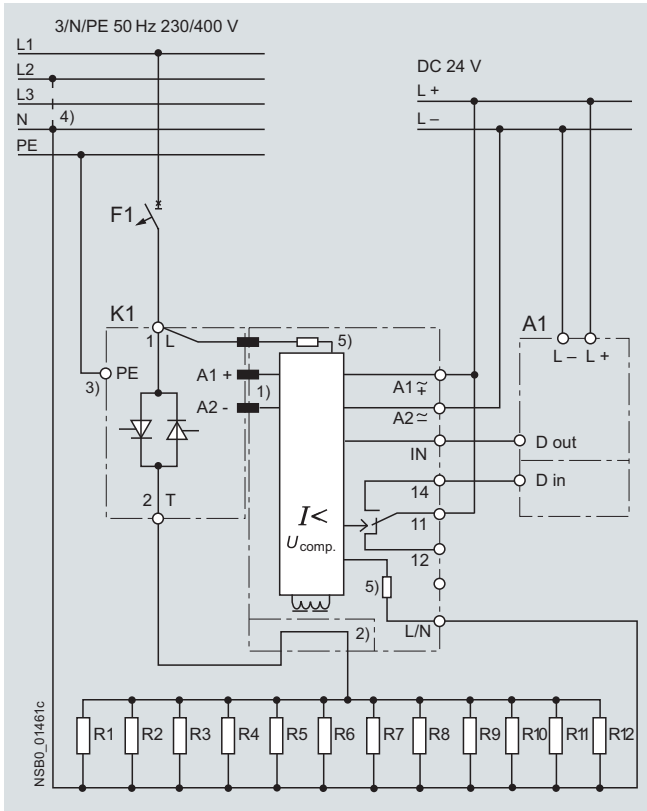 3/N/PE 50 Hz 230/400 V
L1
L2
L3
N 4)
PE
DC 24 V
L +
L –
F1
K1
1 L
5)
A1
L – L +
3) PE
A1 +
A2 -
1)
A1 ≂ +
A2 ≃
IN
D out
14
D in
2 T
I<
U comp.
11
12
5)
2)
L/N
R1 R2 R3 R4 R5 R6 R7 R8 R9 R10 R11 R12
NSB0_01461c